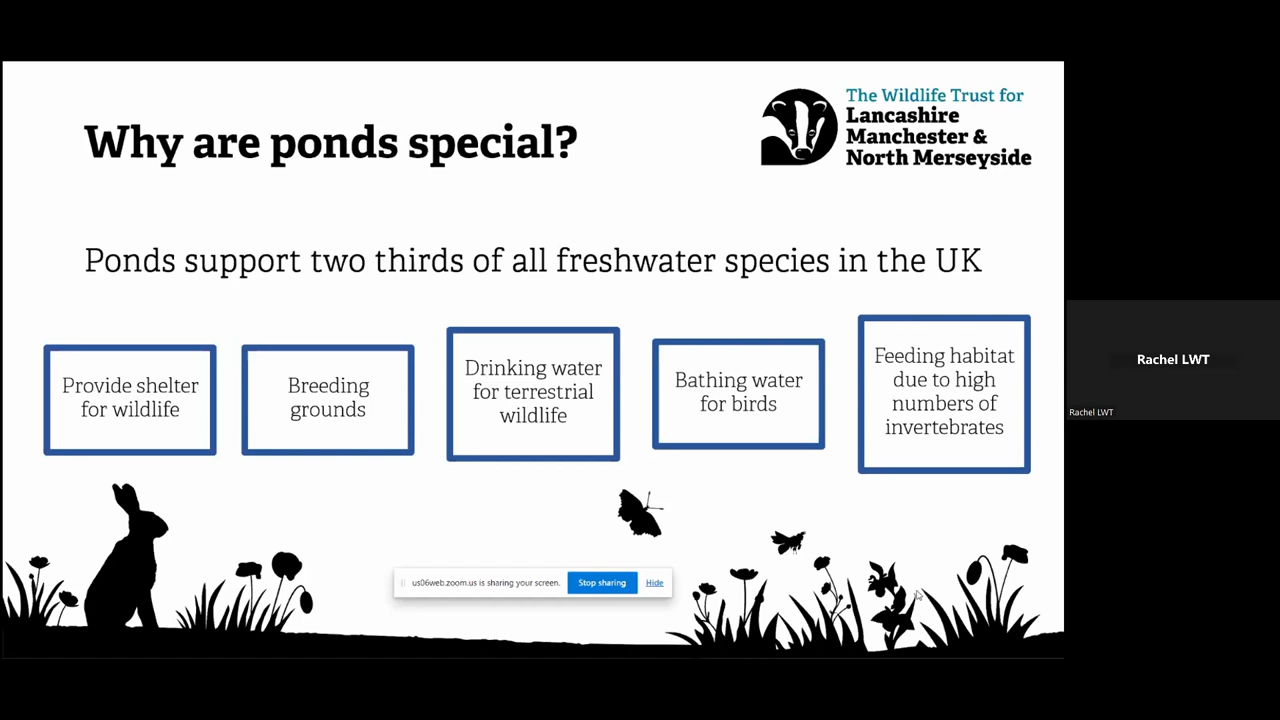 The Wildlife Trust for
Lancashire
Manchester &
North Merseyside
Why are ponds special?
Ponds support two thirds of all freshwater species in the UK
Provide shelter
for wildlife
Breeding
grounds
Drinking water
for terrestrial
wildlife
Bathing water
for birds
Feeding habitat
due to high
numbers of
invertebrates
Rachel LWT
Rachel LWT
us06web.zoom.us is sharing your screen.
Stop sharing
Hide